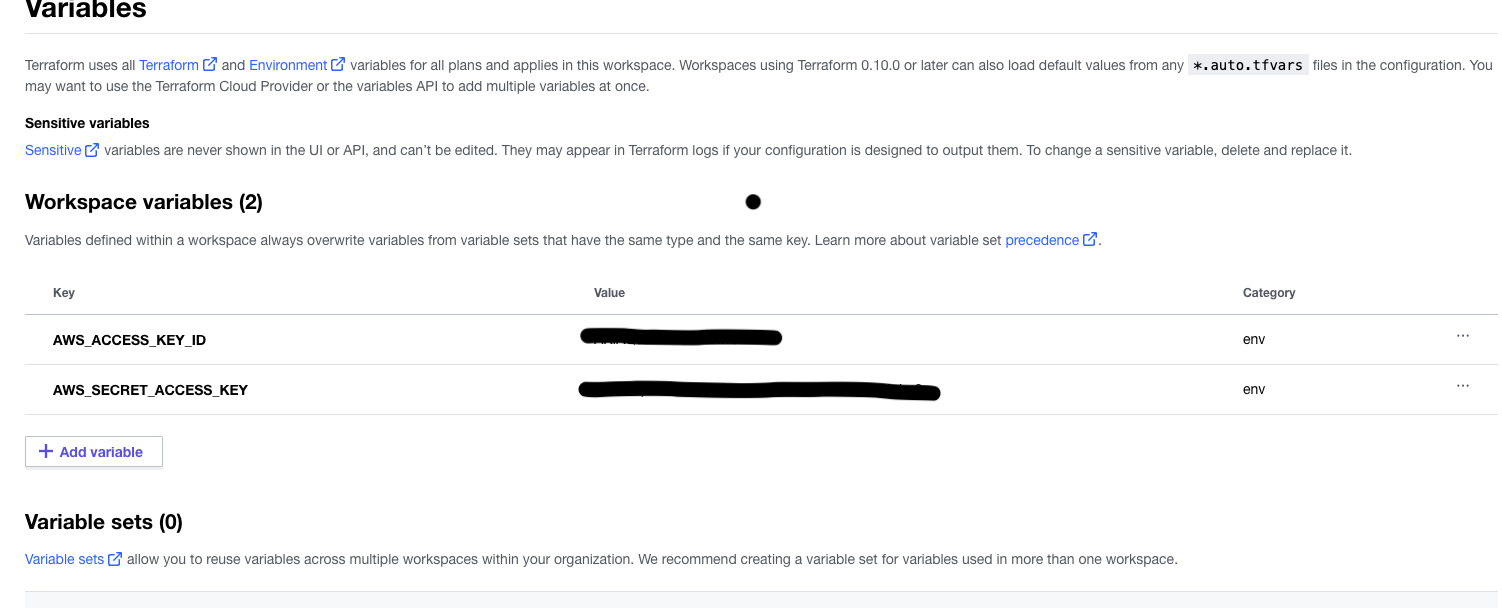 Variables
Terraform uses all Terraform and Environment variables for all plans and applies in this workspace. Workspaces using Terraform 0.10.0 or later can also load default values from any *.auto.tfvars files in the configuration. You
may want to use the Terraform Cloud Provider or the variables API to add multiple variables at once.
Sensitive variables
Sensitive variables are never shown in the UI or API, and can't be edited. They may appear in Terraform logs if your configuration is designed to output them. To change a sensitive variable, delete and replace it.
Workspace variables (2)
Variables defined within a workspace always overwrite variables from variable sets that have the same type and the same key. Learn more about variable set precedence.
Key Value Category
AWS_ACCESS_KEY_ID env ...
AWS_SECRET_ACCESS_KEY env ...
+ Add variable
Variable sets (0)
Variable sets allow you to reuse variables across multiple workspaces within your organization. We recommend creating a variable set for variables used in more than one workspace.